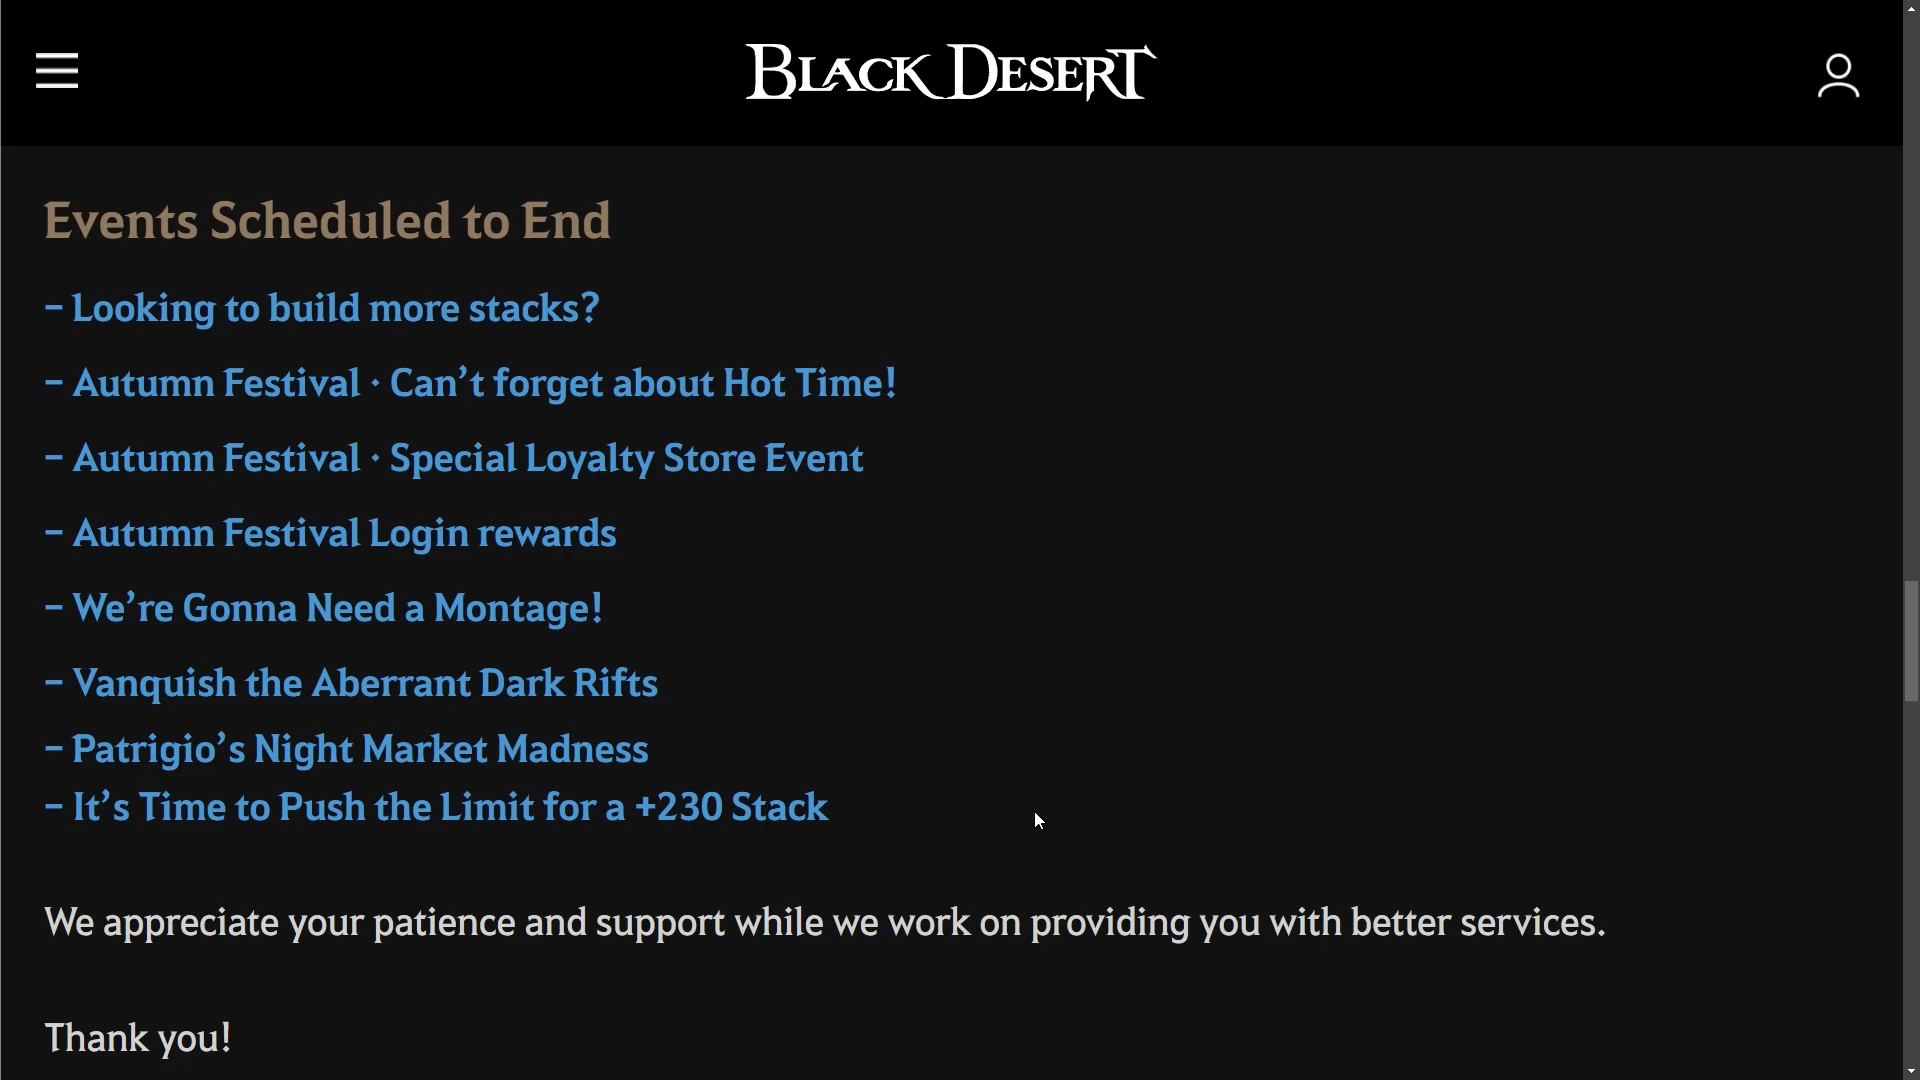 BLACK DESERT
Events Scheduled to End
– Looking to build more stacks?
– Autumn Festival · Can’t forget about Hot Time!
– Autumn Festival · Special Loyalty Store Event
– Autumn Festival Login rewards
– We’re Gonna Need a Montage!
– Vanquish the Aberrant Dark Rifts
– Patrigio’s Night Market Madness
– It’s Time to Push the Limit for a +230 Stack
We appreciate your patience and support while we work on providing you with better services.
Thank you!